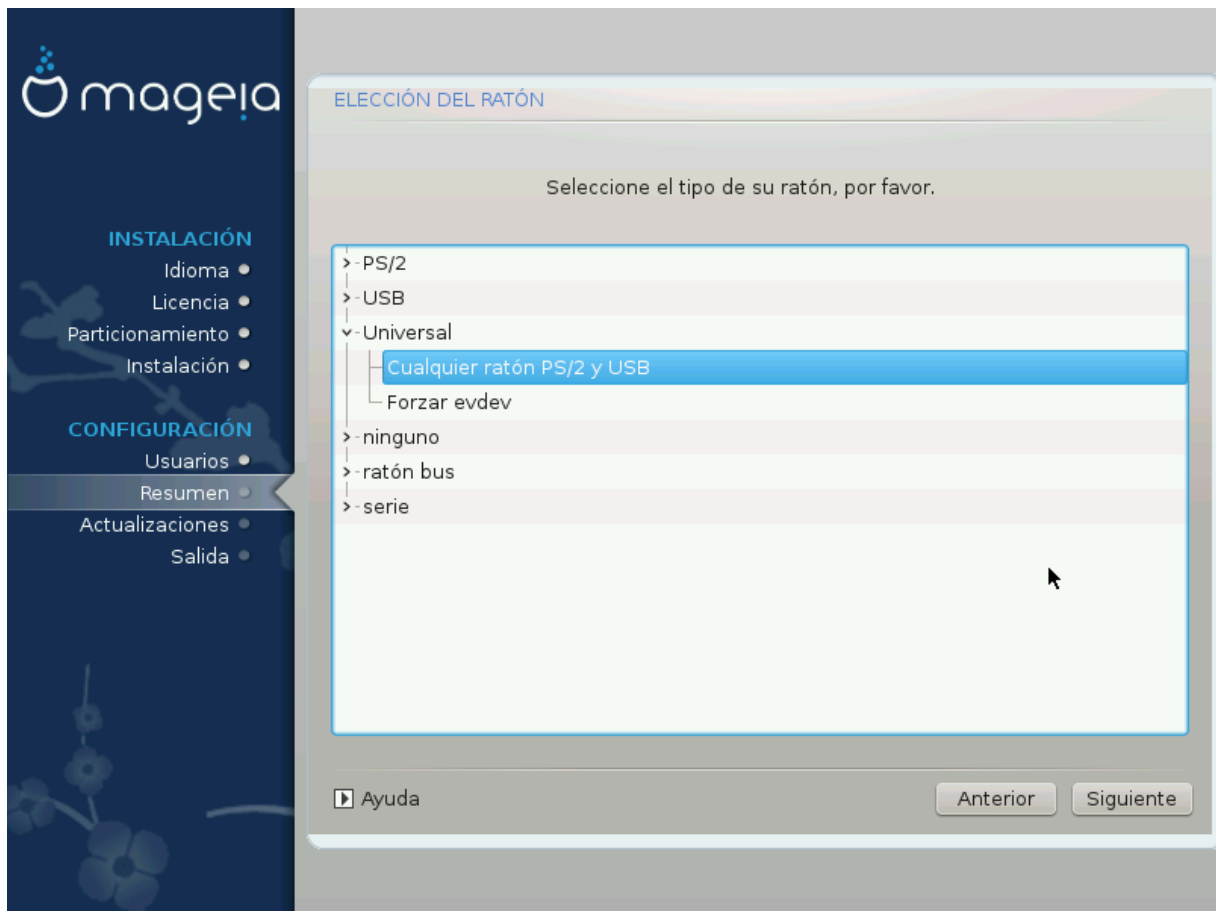 mageia
INSTALACIÓN
Idioma
Licencia
Particionamiento
Instalación
CONFIGURACIÓN
Usuarios
Resumen
Actualizaciones
Salida
ELECCIÓN DEL RATÓN
Seleccione el tipo de su ratón, por favor.
PS/2
USB
Universal
Cualquier ratón PS/2 y USB
Forzar evdev
ninguno
ratón bus
serie
Ayuda
Anterior
Siguiente